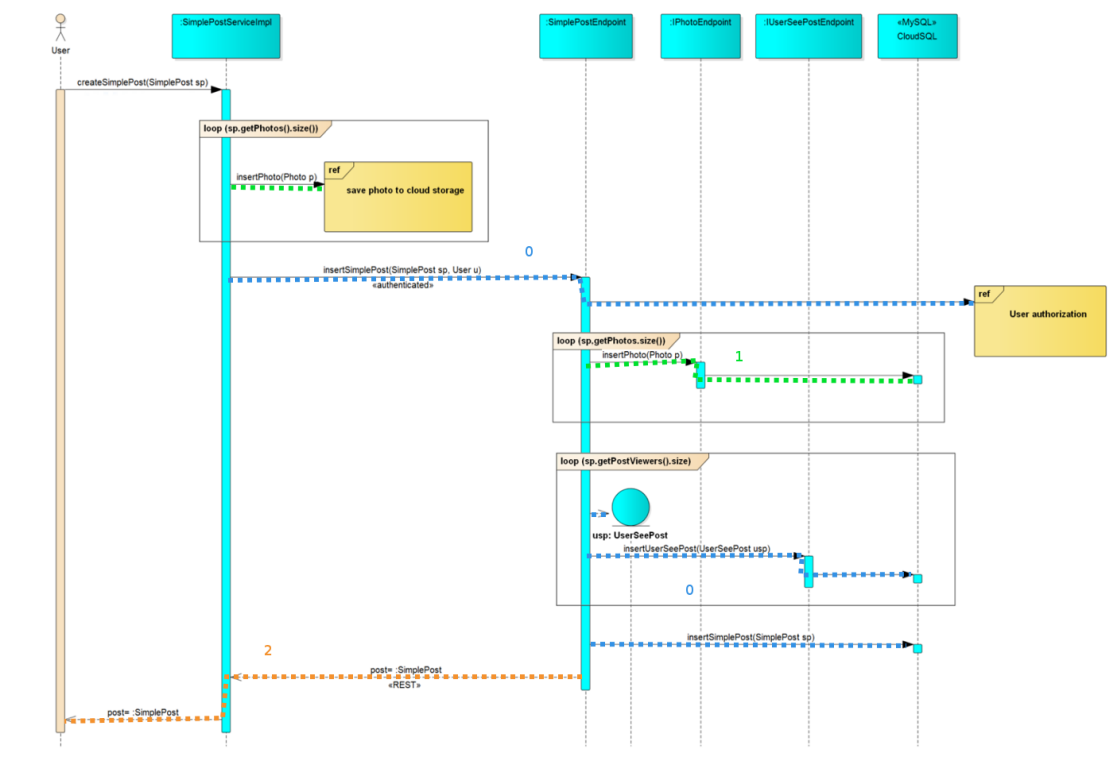 :SimplePostServiceImpl
:SimplePostEndpoint
:IPhotoEndpoint
:IUserSeePostEndpoint
«MySQL»
CloudSQL
User
createSimplePost(SimplePost sp)
loop (sp.getPhotos().size())
ref
insertPhoto(Photo p)
save photo to cloud storage
0
insertSimplePost(SimplePost sp, User u)
«authenticated»
ref
User authorization
loop (sp.getPhotos.size())
insertPhoto(Photo p)
1
loop (sp.getPostViewers().size)
usp: UserSeePost
insertUserSeePost(UserSeePost usp)
0
insertSimplePost(SimplePost sp)
2
post= :SimplePost
«REST»
post= :SimplePost